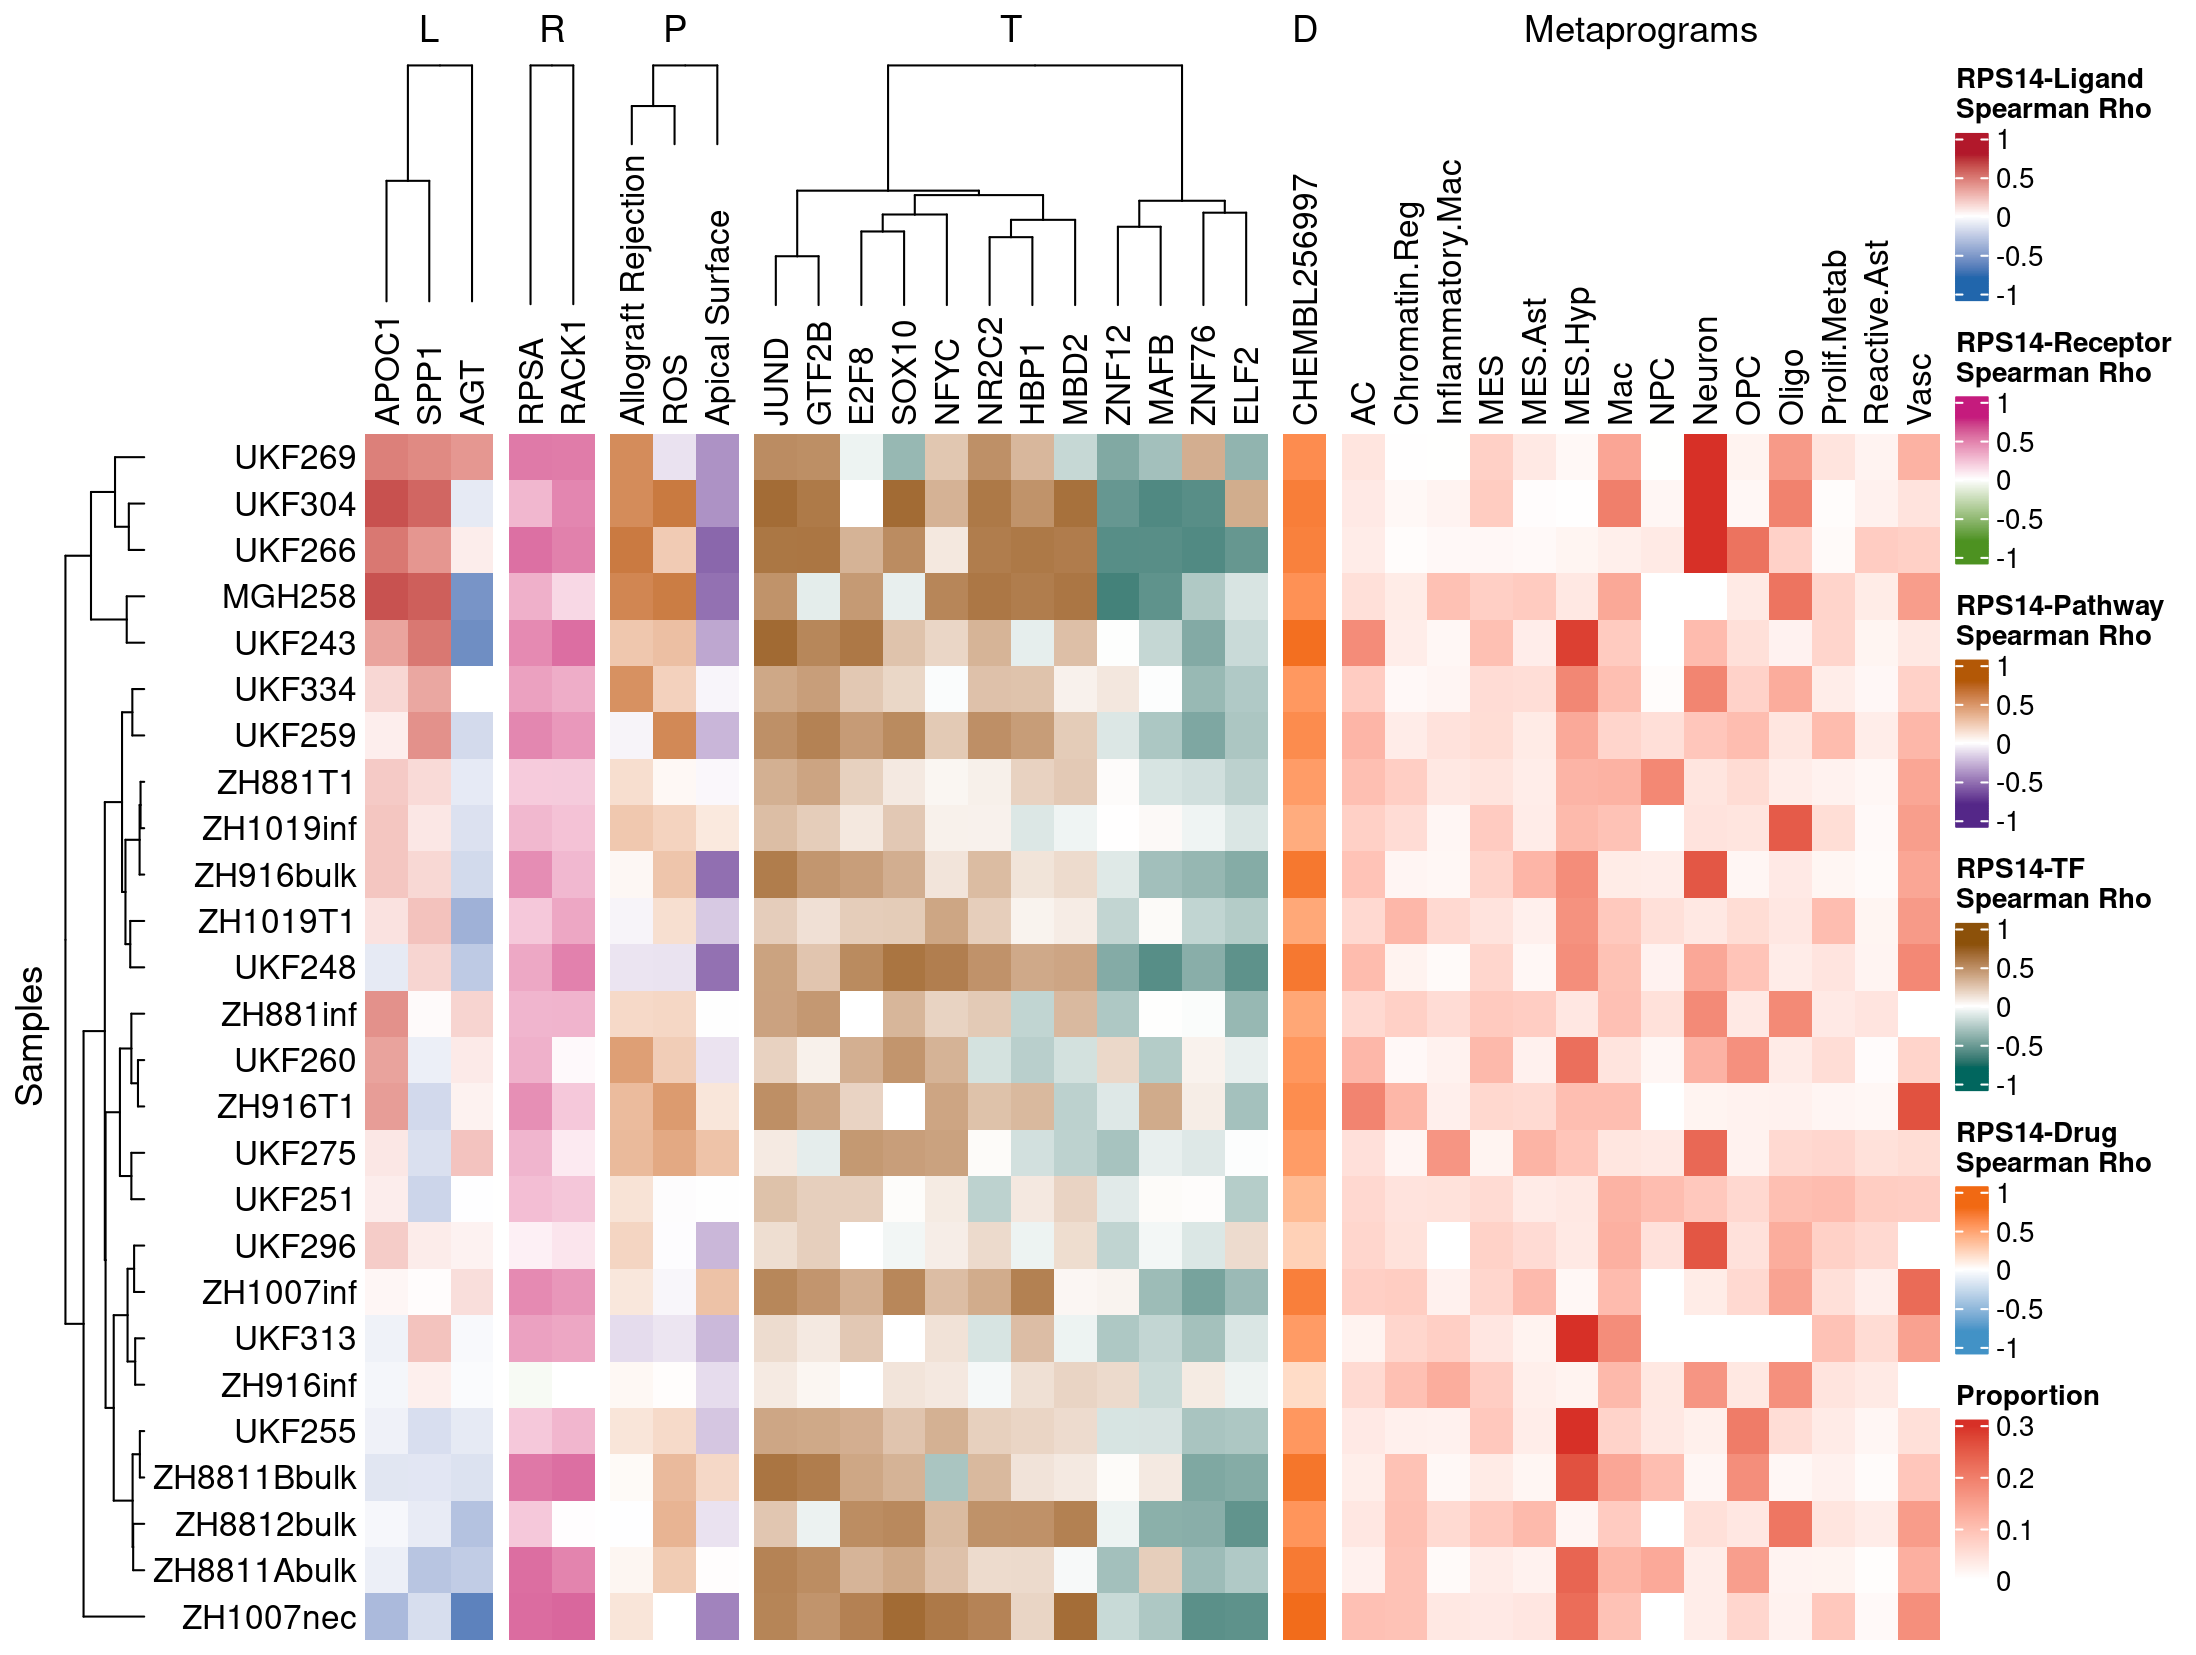 L R P T D Metaprograms
APOC1
SPP1
AGT
RPSA
RACK1
Allograft Rejection
ROS
Apical Surface
JUND
GTF2B
E2F8
SOX10
NFYC
NR2C2
HBP1
MBD2
ZNF12
MAFB
ZNF76
ELF2
CHEMBL256997
AC
Chromatin.Reg
Inflammatory.Mac
MES
MES.Ast
MES.Hyp
Mac
NPC
Neuron
OPC
Oligo
Prolif.Metab
Reactive.Ast
Vasc
Samples
UKF269
UKF304
UKF266
MGH258
UKF243
UKF334
UKF259
ZH881T1
ZH1019inf
ZH916bulk
ZH1019T1
UKF248
ZH881inf
UKF260
ZH916T1
UKF275
UKF251
UKF296
ZH1007inf
UKF313
ZH916inf
UKF255
ZH8811Bbulk
ZH8812bulk
ZH8811Abulk
ZH1007nec
RPS14-Ligand
Spearman Rho
1
0.5
0
-0.5
-1
RPS14-Receptor
Spearman Rho
1
0.5
0
-0.5
-1
RPS14-Pathway
Spearman Rho
1
0.5
0
-0.5
-1
RPS14-TF
Spearman Rho
1
0.5
0
-0.5
-1
RPS14-Drug
Spearman Rho
1
0.5
0
-0.5
-1
Proportion
0.3
0.2
0.1
0